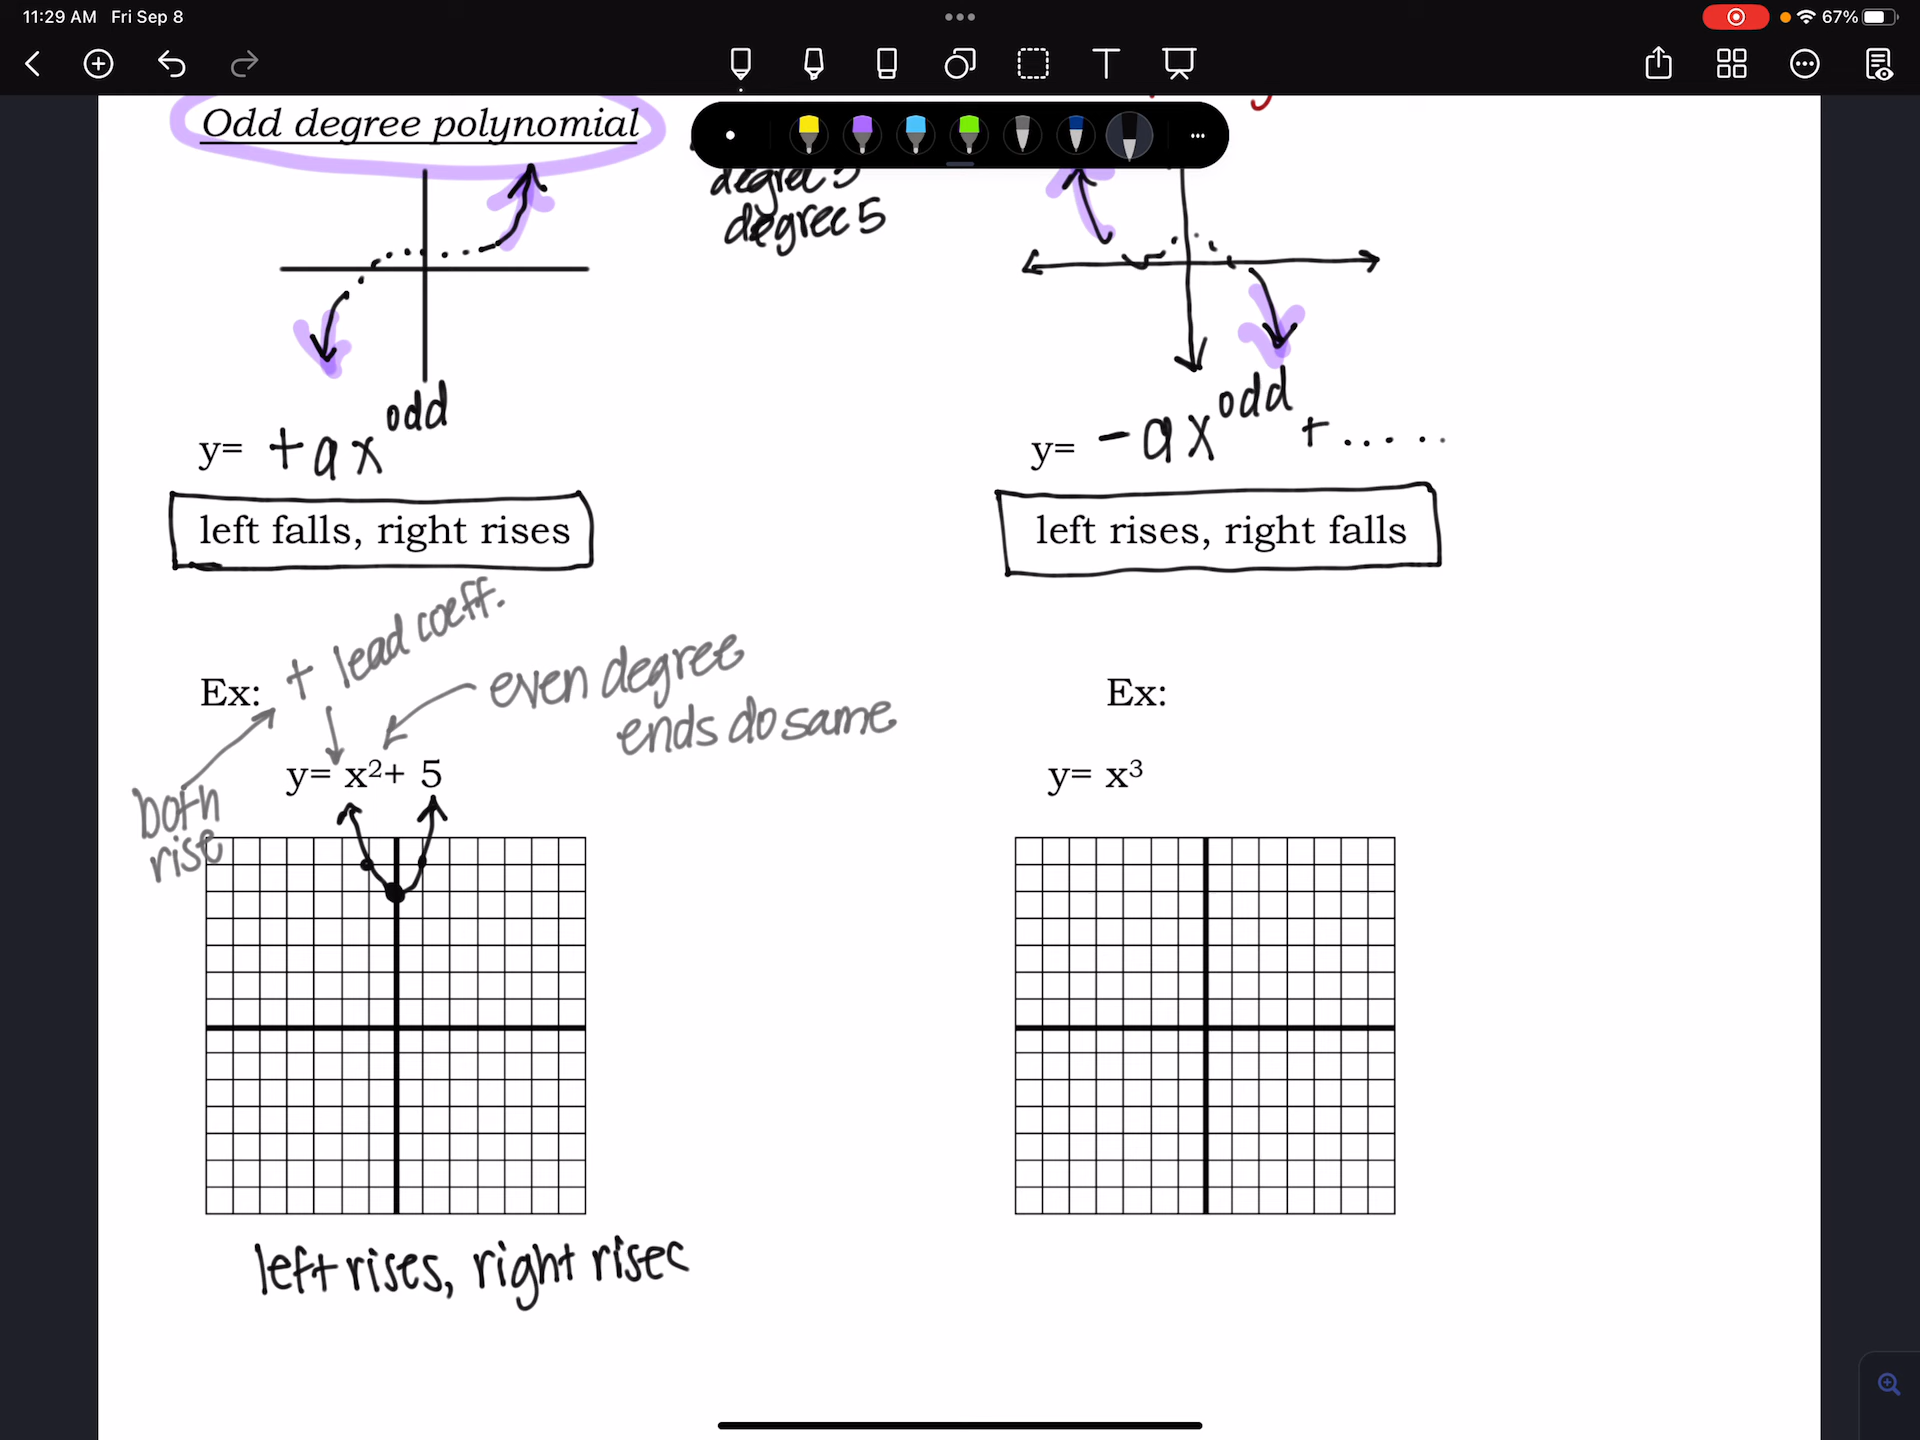 11:29 AM Fri Sep 8
67%
Odd degree polynomial
degree 5
y= +ax^odd
y= -ax^odd + .....
left falls, right rises
left rises, right falls
+ lead coeff.
Ex:
even degree
ends do same
Ex:
y= x²+ 5
y= x³
both
rise
left rises, right rises